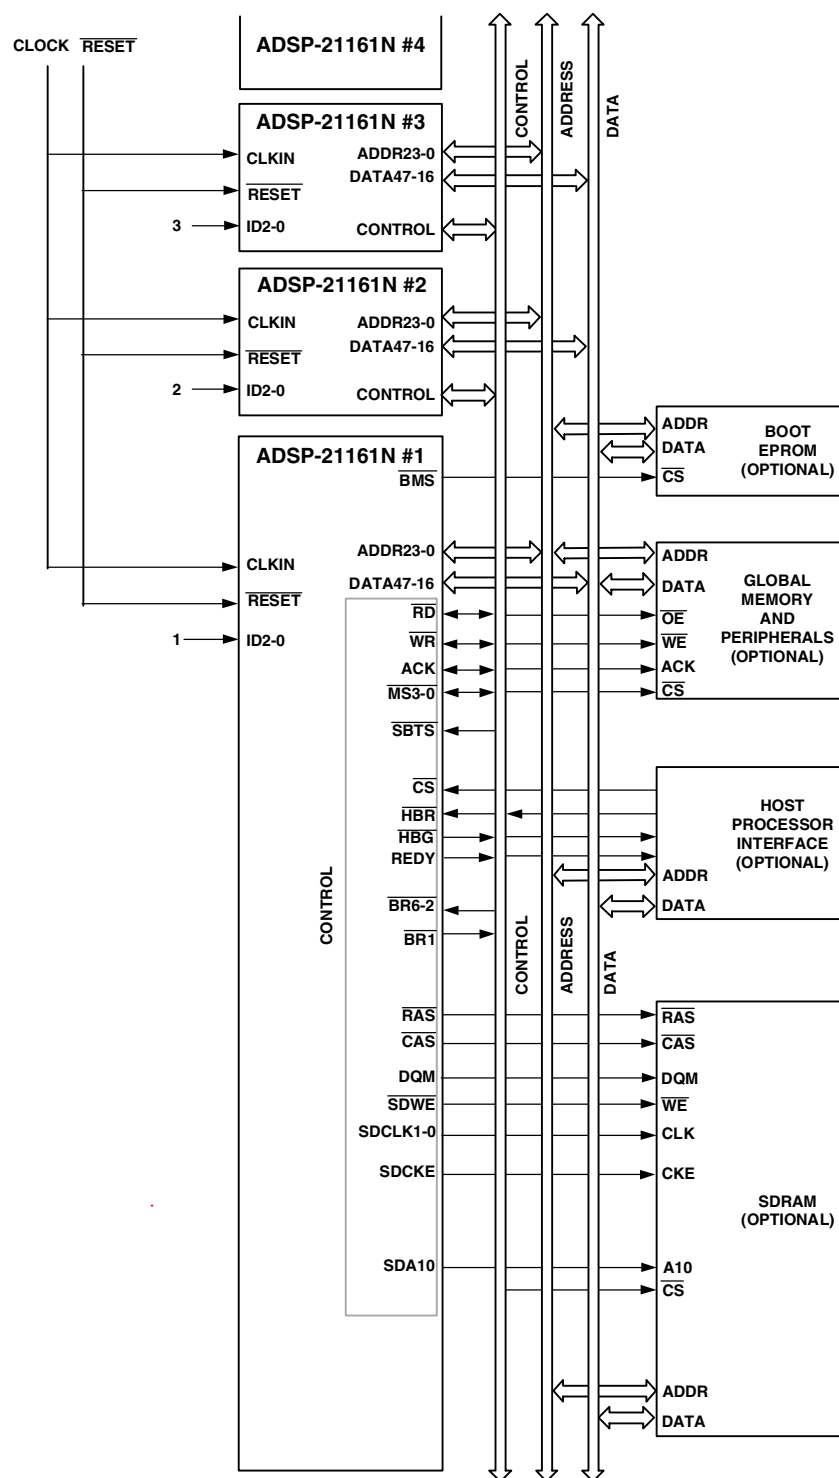 CLOCK RESET
ADSP-21161N #4
CONTROL
ADDRESS
DATA
ADSP-21161N #3
CLKIN
RESET
3
ID2-0
ADDR23-0
DATA47-16
CONTROL
ADSP-21161N #2
CLKIN
RESET
2
ID2-0
ADDR23-0
DATA47-16
CONTROL
ADSP-21161N #1
BMS
CLKIN
RESET
1
ID2-0
ADDR23-0
DATA47-16
CONTROL
RD
WR
ACK
MS3-0
SBTS
CS
HBR
HBG
REDY
BR6-2
BR1
RAS
CAS
DQM
SDWE
SDCLK1-0
SDCKE
SDA10
CONTROL
ADDRESS
DATA
ADDR
DATA
CS
BOOT
EPROM
(OPTIONAL)
ADDR
DATA
OE
WE
ACK
CS
GLOBAL
MEMORY
AND
PERIPHERALS
(OPTIONAL)
HOST
PROCESSOR
INTERFACE
(OPTIONAL)
ADDR
DATA
RAS
CAS
DQM
WE
CLK
CKE
SDRAM
(OPTIONAL)
A10
CS
ADDR
DATA